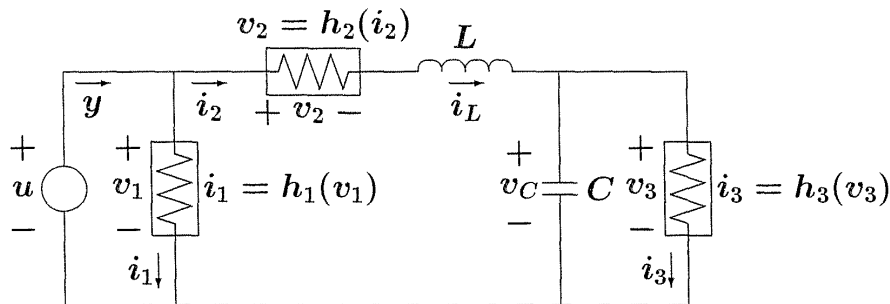 v₂ = h₂(i₂)
L
y
i₂
+ v₂ −
i_L
+ + + +
u v₁ i₁ = h₁(v₁) v_C C v₃ i₃ = h₃(v₃)
− − − −
i₁ i₃